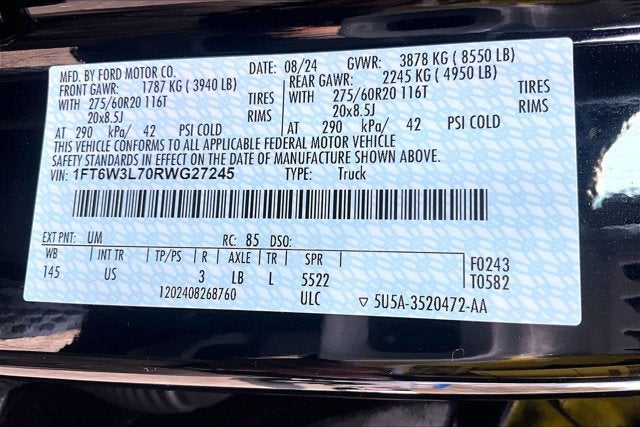 MFD. BY FORD MOTOR CO. DATE: 08/24 GVWR: 3878 KG ( 8550 LB)
FRONT GAWR: 1787 KG ( 3940 LB) REAR GAWR: 2245 KG ( 4950 LB)
WITH 275/60R20 116T TIRES WITH 275/60R20 116T TIRES
20x8.5J RIMS 20x8.5J RIMS
AT 290 kPa/ 42 PSI COLD AT 290 kPa/ 42 PSI COLD
THIS VEHICLE CONFORMS TO ALL APPLICABLE FEDERAL MOTOR VEHICLE
SAFETY STANDARDS IN EFFECT ON THE DATE OF MANUFACTURE SHOWN ABOVE.
VIN: 1FT6W3L70RWG27245 TYPE: Truck
EXT PNT: UM RC: 85 DSO:
WB INT TR TP/PS R AXLE TR SPR F0243
145 US 3 LB L 5522 T0582
1202408268760 ULC ▽ 5U5A-3520472-AA